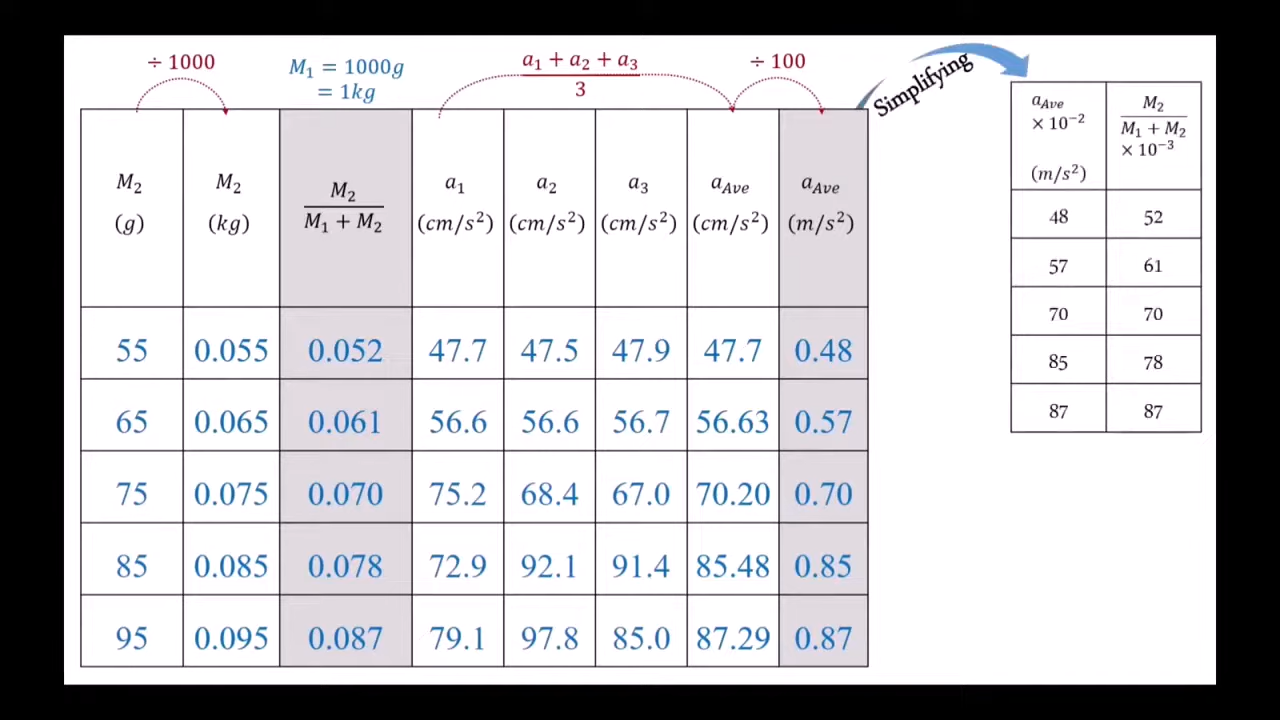 ÷ 1000
M₁ = 1000g
= 1kg
a₁ + a₂ + a₃
3
÷ 100
Simplifying
M₂ (g) | M₂ (kg) | M₂ / (M₁ + M₂) | a₁ (cm/s²) | a₂ (cm/s²) | a₃ (cm/s²) | a_Ave (cm/s²) | a_Ave (m/s²)
55 | 0.055 | 0.052 | 47.7 | 47.5 | 47.9 | 47.7 | 0.48
65 | 0.065 | 0.061 | 56.6 | 56.6 | 56.7 | 56.63 | 0.57
75 | 0.075 | 0.070 | 75.2 | 68.4 | 67.0 | 70.20 | 0.70
85 | 0.085 | 0.078 | 72.9 | 92.1 | 91.4 | 85.48 | 0.85
95 | 0.095 | 0.087 | 79.1 | 97.8 | 85.0 | 87.29 | 0.87
a_Ave × 10⁻² (m/s²) | M₂ / (M₁ + M₂) × 10⁻³
48 | 52
57 | 61
70 | 70
85 | 78
87 | 87